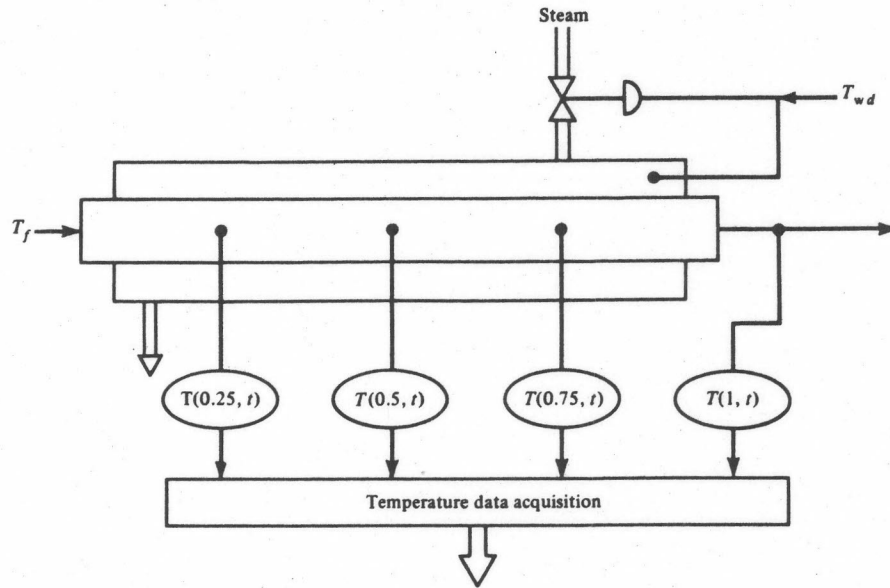 Steam
T_wd
T_f
T(0.25, t)
T(0.5, t)
T(0.75, t)
T(1, t)
Temperature data acquisition